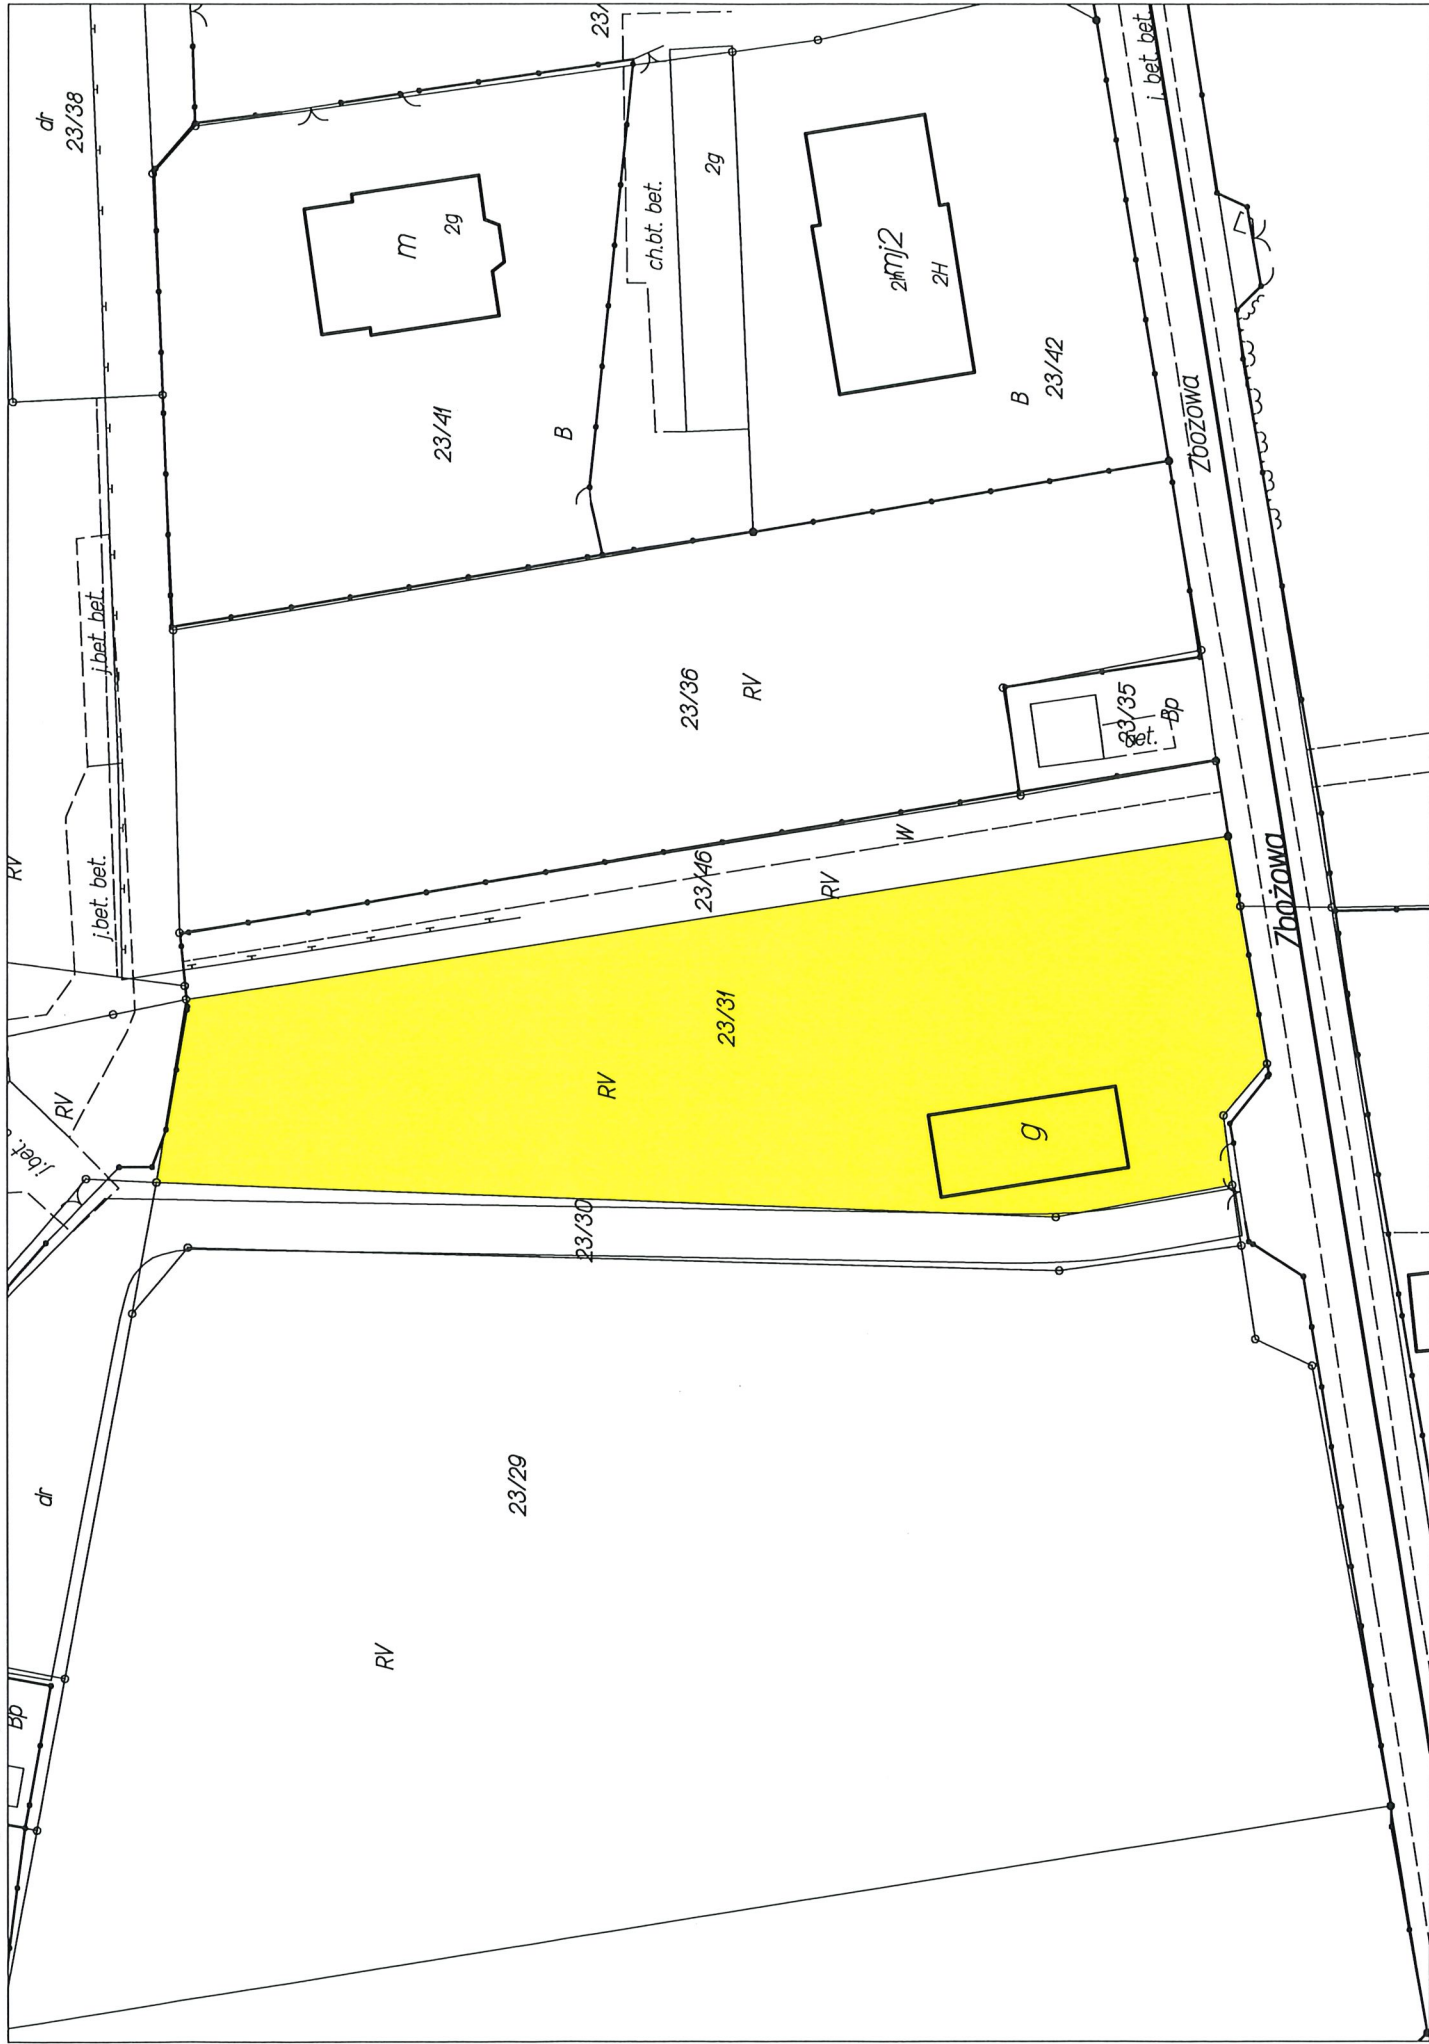 dr
23/38
23/
j. bet. bet.
m
2g
2g
ch.bt. bet.
mj2
2h
2H
B
23/42
23/41
B
Zbożowa
j.bet bet.
23/36
RV
23/35
Bp
bet.
RV
j.bet. bet.
23/46
W
RV
Zbożowa
23/31
RV
RV
j.bet.
g
23/30
23/29
dr
RV
Bp